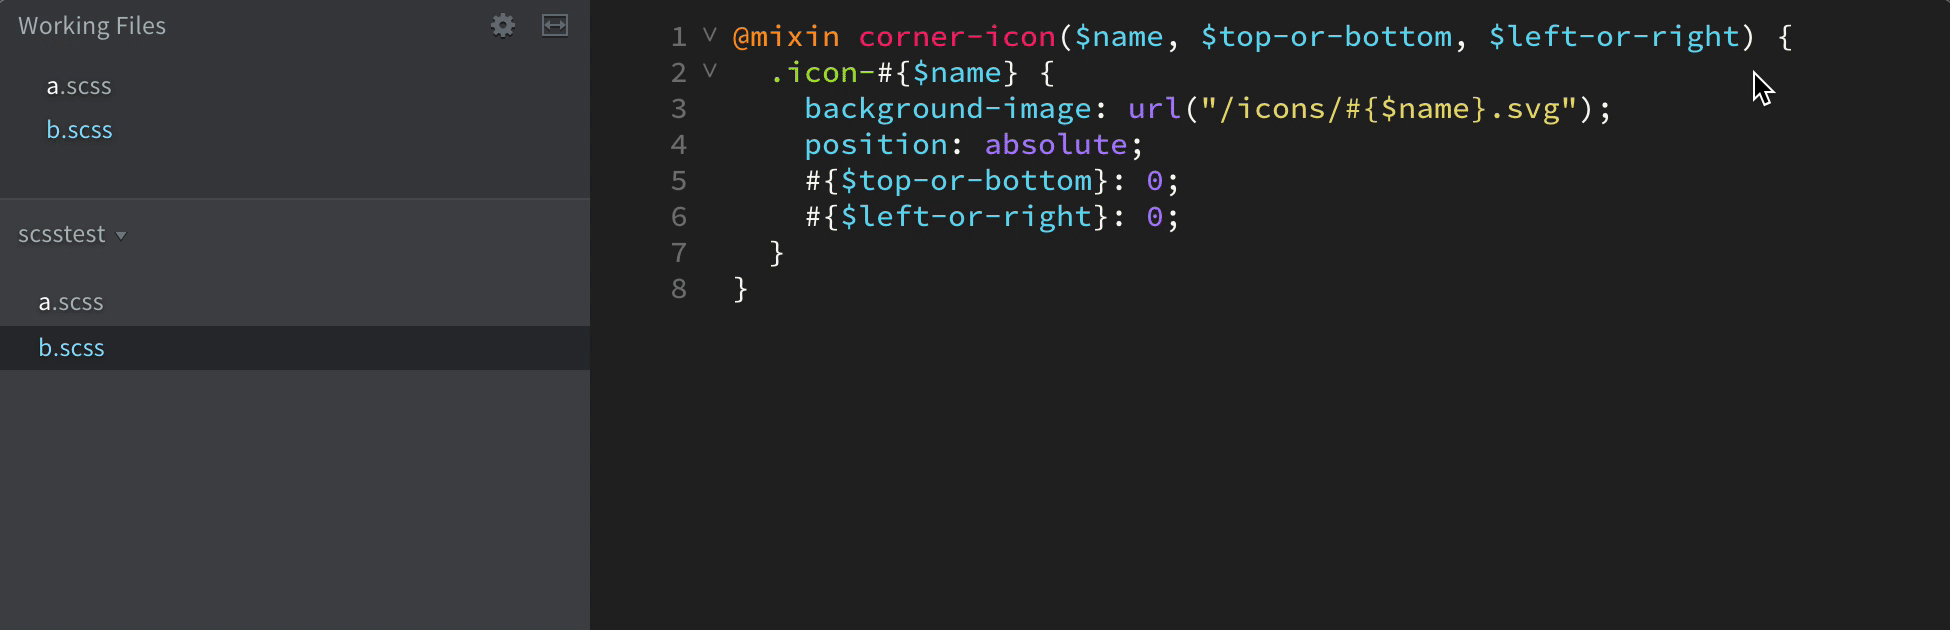 Working Files
a.scss
b.scss
scsstest
a.scss
b.scss
1 @mixin corner-icon($name, $top-or-bottom, $left-or-right) {
2 .icon-#{$name} {
3 background-image: url("/icons/#{$name}.svg");
4 position: absolute;
5 #{$top-or-bottom}: 0;
6 #{$left-or-right}: 0;
7 }
8 }